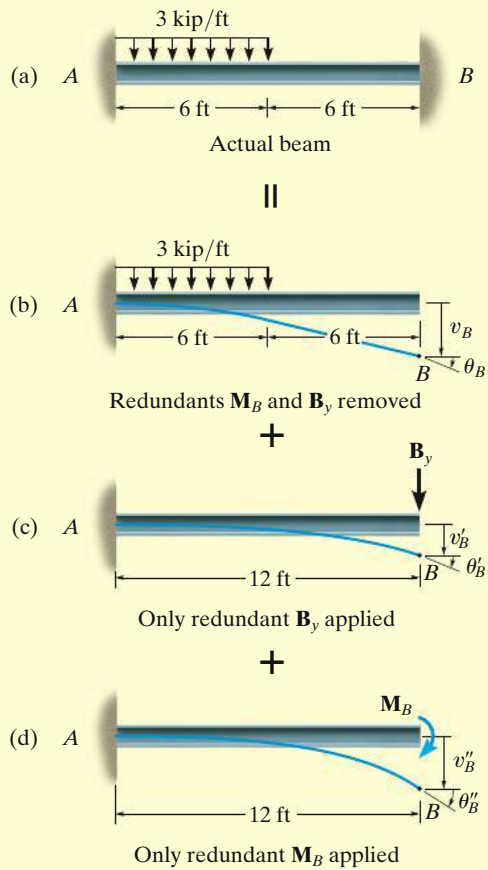 3 kip/ft
(a) A B
6 ft 6 ft
Actual beam
=
3 kip/ft
(b) A
6 ft 6 ft
v_B
B θ_B
Redundants M_B and B_y removed
+
B_y
(c) A
v′_B
B θ′_B
12 ft
Only redundant B_y applied
+
M_B
(d) A
v″_B
B θ″_B
12 ft
Only redundant M_B applied